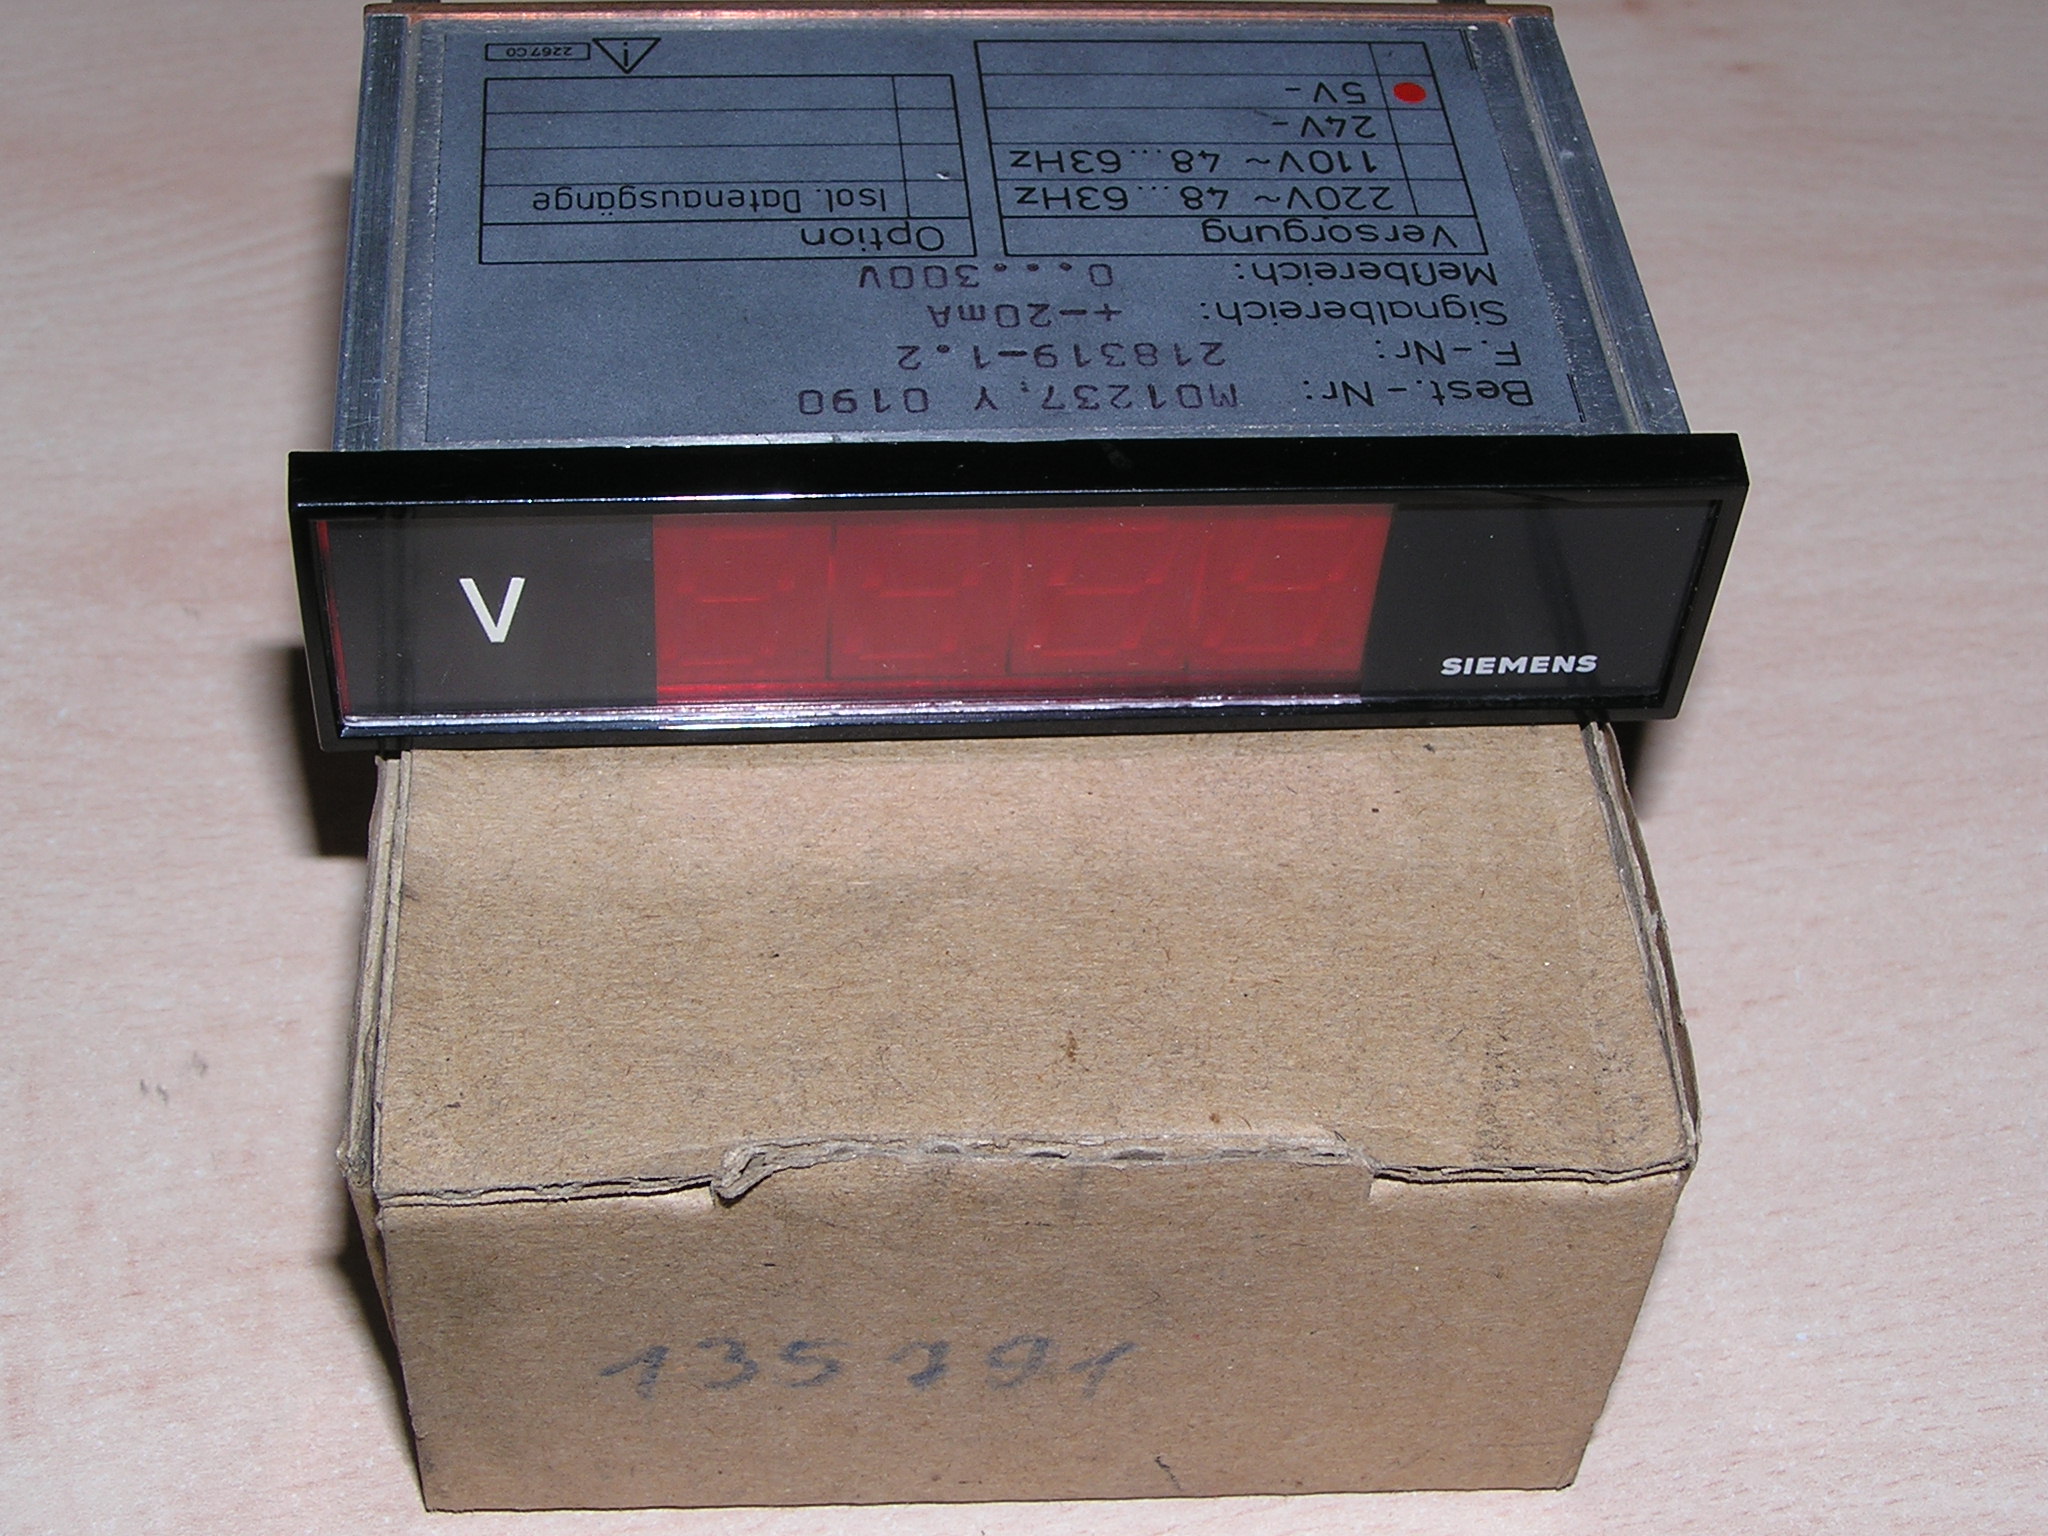 Best.-Nr: M01237, Y 0190
F.-Nr: 218319-1.2
Signalbereich: +-20mA
Meßbereich: 0...300V
Versorgung
220V~ 48...63Hz
110V~ 48...63Hz
24V-
5V-
Option
Isol. Datenausgänge
i
2267 C0
V
SIEMENS
135791